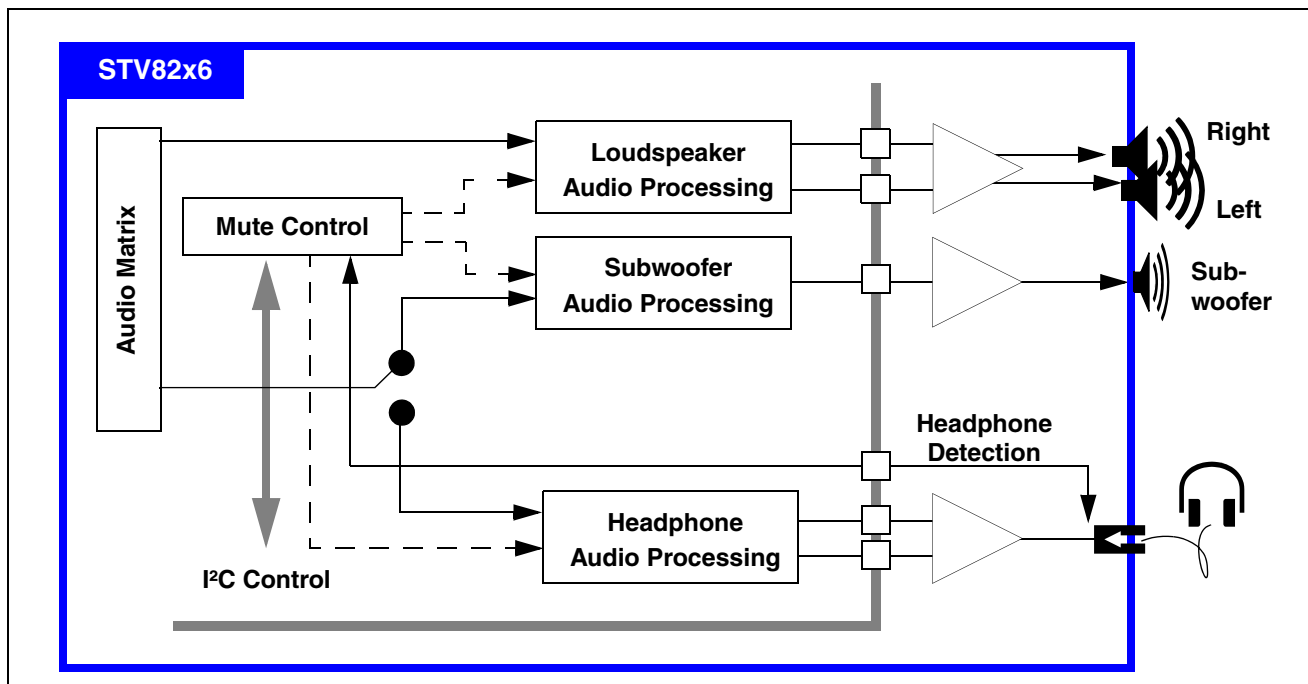 STV82x6
Audio Matrix
Mute Control
I²C Control
Loudspeaker
Audio Processing
Subwoofer
Audio Processing
Headphone
Audio Processing
Headphone
Detection
Right
Left
Sub-
woofer